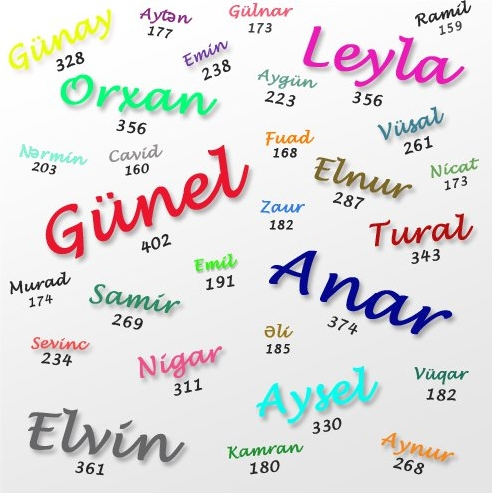 Günay
328
Aytən
177
Gülnar
173
Ramil
159
Emin
238
Leyla
356
Orxan
356
Aygün
223
Vüsal
261
Nərmin
203
Cavid
160
Fuad
168
Elnur
287
Nicat
173
Günel
402
Zaur
182
Tural
343
Murad
174
Samir
269
Emil
191
Anar
374
Sevinc
234
Nigar
311
Əli
185
Aysel
330
Vüqar
182
Elvin
361
Kamran
180
Aynur
268